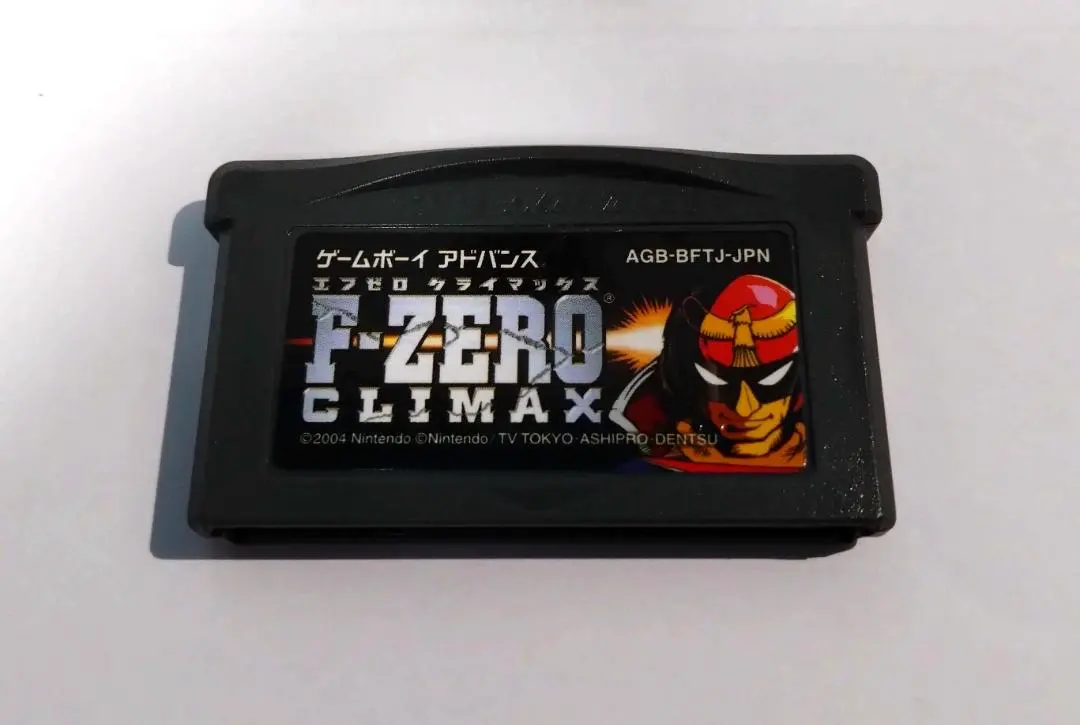 ゲームボーイ アドバンス
AGB-BFTJ-JPN
エフゼロ クライマックス
F-ZERO®
CLIMAX
©2004 Nintendo ©Nintendo/TV TOKYO·ASHIPRO·DENTSU